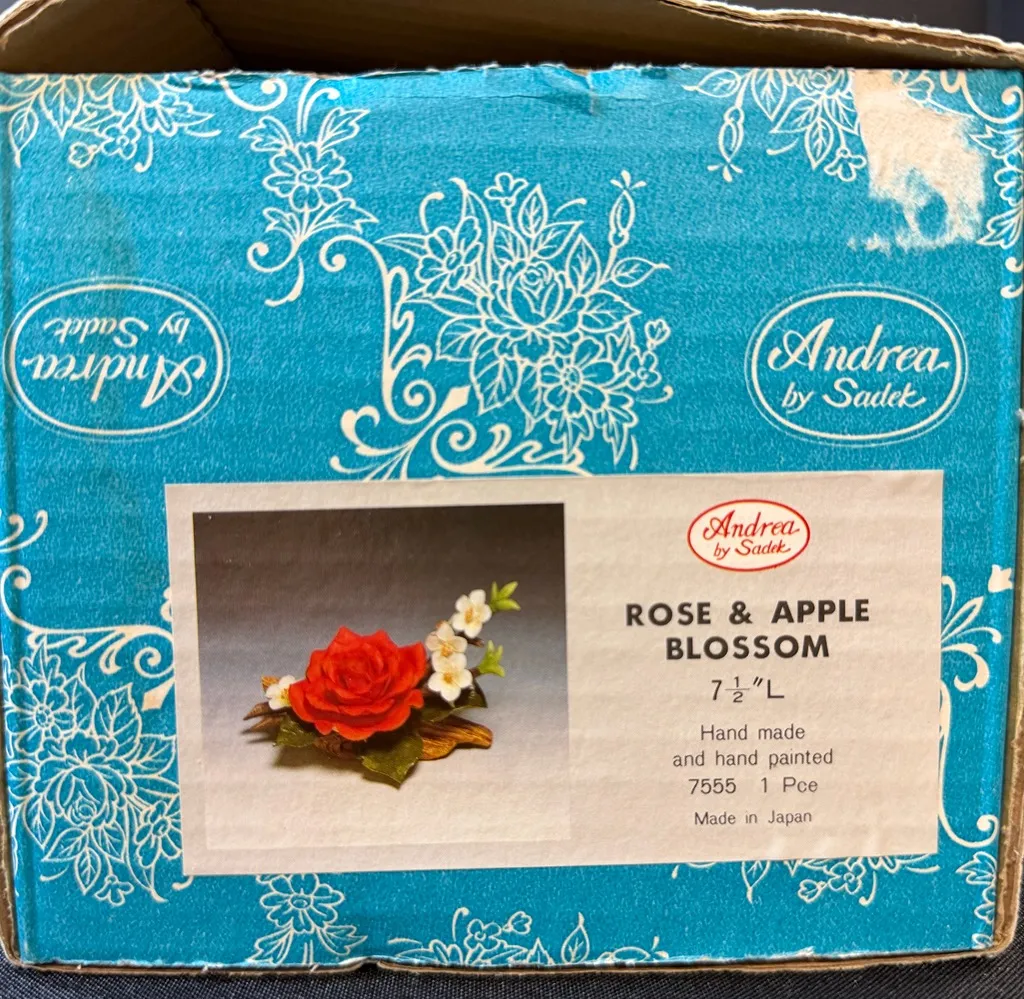 Andrea
by Sadek
Andrea
by Sadek
Andrea
by Sadek
ROSE & APPLE
BLOSSOM
7 1/2" L
Hand made
and hand painted
7555 1 Pce
Made in Japan